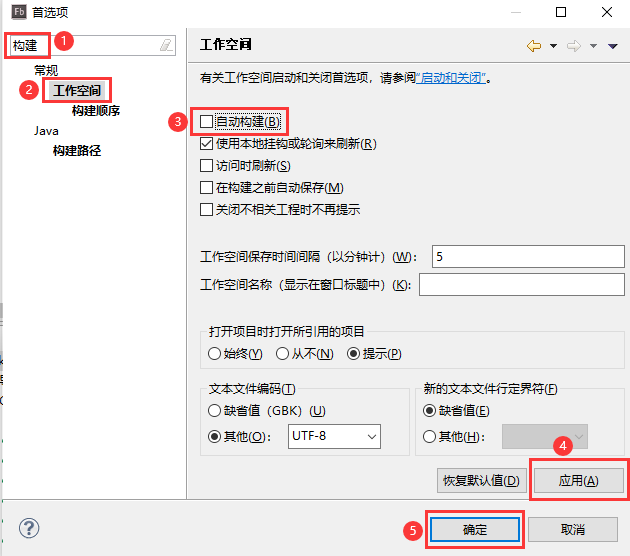 Fb 首选项
构建
1
常规
2
工作空间
构建顺序
Java
构建路径
工作空间
有关工作空间启动和关闭首选项，请参阅“启动和关闭”。
3
自动构建(B)
使用本地挂钩或轮询来刷新(R)
访问时刷新(S)
在构建之前自动保存(M)
关闭不相关工程时不再提示
工作空间保存时间间隔（以分钟计）(W)： 5
工作空间名称（显示在窗口标题中）(K):
打开项目时打开所引用的项目
始终(Y) 从不(N) 提示(P)
文本文件编码(T)
缺省值（GBK）(U)
其他(O)： UTF-8
新的文本文件行定界符(F)
缺省值(E)
其他(H)：
4
恢复默认值(D) 应用(A)
?
5
确定 取消